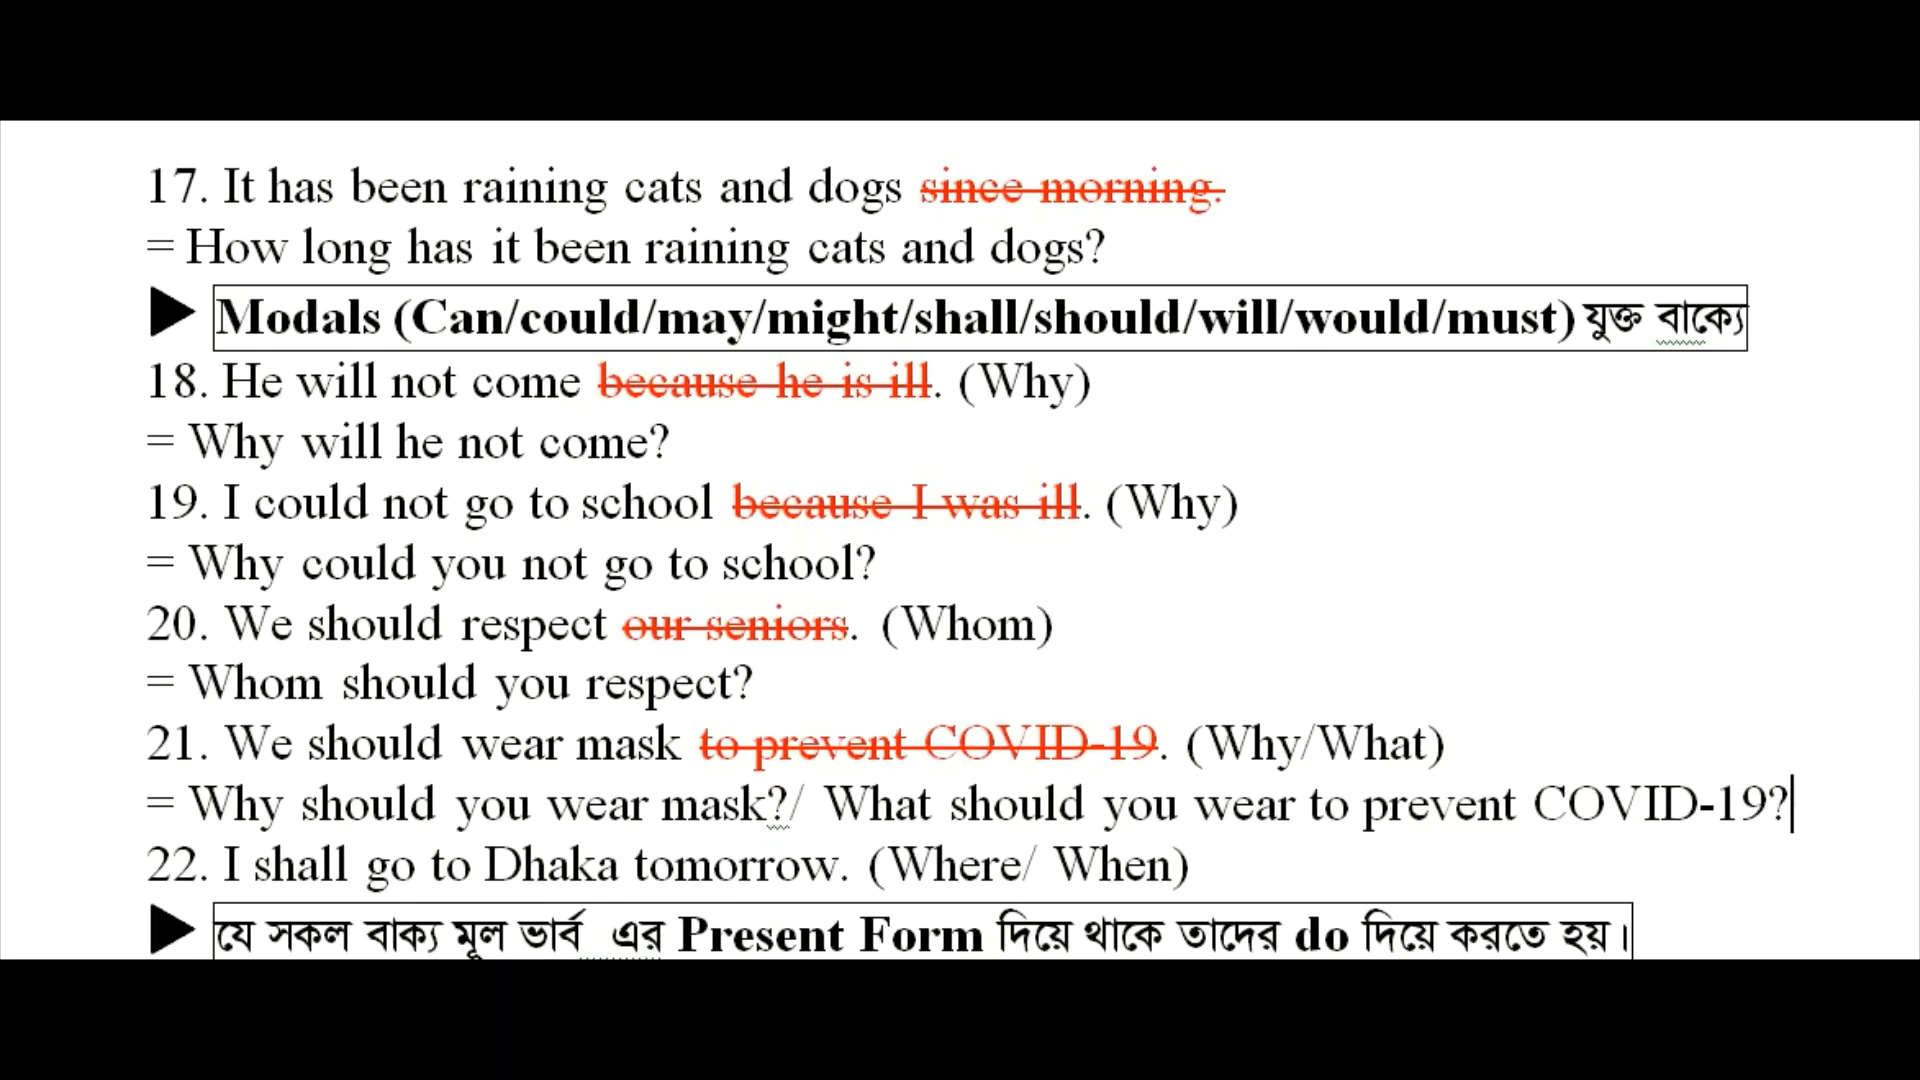 17. It has been raining cats and dogs since morning.
= How long has it been raining cats and dogs?
► Modals (Can/could/may/might/shall/should/will/would/must) যুক্ত বাক্যে
18. He will not come because he is ill. (Why)
= Why will he not come?
19. I could not go to school because I was ill. (Why)
= Why could you not go to school?
20. We should respect our seniors. (Whom)
= Whom should you respect?
21. We should wear mask to prevent COVID-19. (Why/What)
= Why should you wear mask?/ What should you wear to prevent COVID-19?
22. I shall go to Dhaka tomorrow. (Where/ When)
► যে সকল বাক্য মূল ভার্ব এর Present Form দিয়ে থাকে তাদের do দিয়ে করতে হয়।